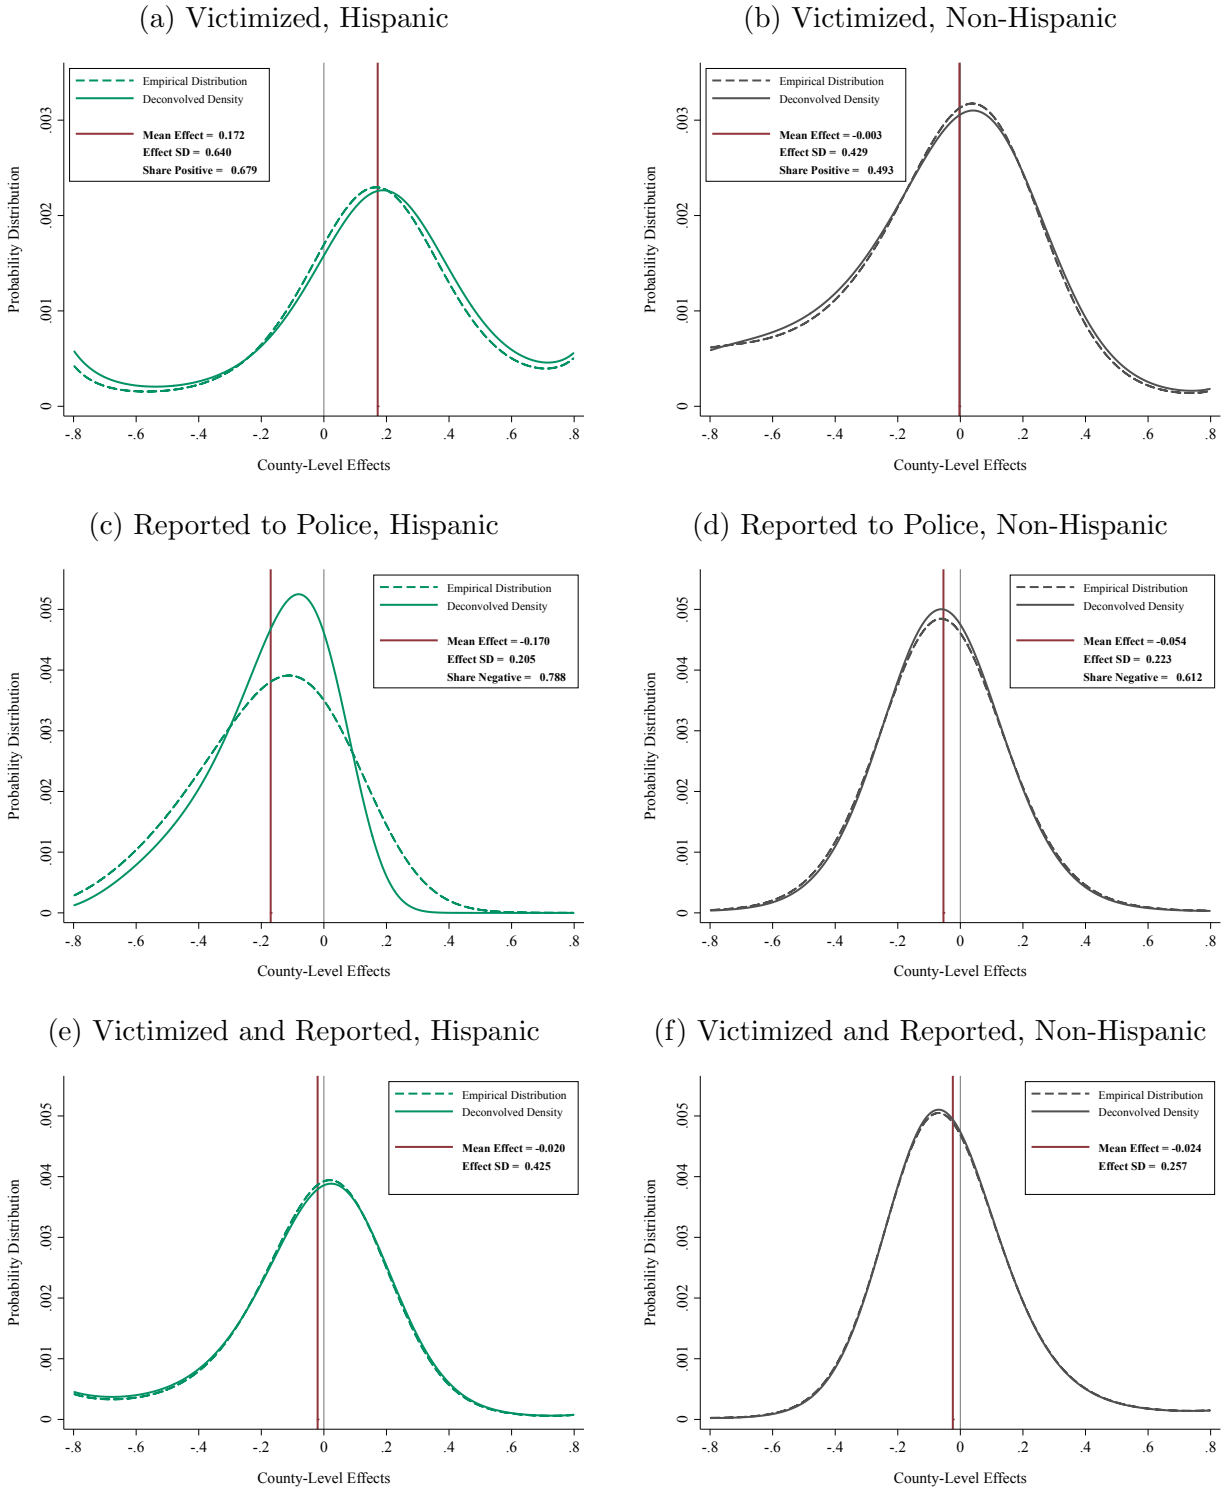 (a) Victimized, Hispanic
Empirical Distribution
Deconvolved Density
Mean Effect = 0.172
Effect SD = 0.640
Share Positive = 0.679
Probability Distribution
.003
.002
.001
0
-.8 -.6 -.4 -.2 0 .2 .4 .6 .8
County-Level Effects
(b) Victimized, Non-Hispanic
Empirical Distribution
Deconvolved Density
Mean Effect = -0.003
Effect SD = 0.429
Share Positive = 0.493
Probability Distribution
.003
.002
.001
0
-.8 -.6 -.4 -.2 0 .2 .4 .6 .8
County-Level Effects
(c) Reported to Police, Hispanic
Empirical Distribution
Deconvolved Density
Mean Effect = -0.170
Effect SD = 0.205
Share Negative = 0.788
Probability Distribution
.005
.004
.003
.002
.001
0
-.8 -.6 -.4 -.2 0 .2 .4 .6 .8
County-Level Effects
(d) Reported to Police, Non-Hispanic
Empirical Distribution
Deconvolved Density
Mean Effect = -0.054
Effect SD = 0.223
Share Negative = 0.612
Probability Distribution
.005
.004
.003
.002
.001
0
-.8 -.6 -.4 -.2 0 .2 .4 .6 .8
County-Level Effects
(e) Victimized and Reported, Hispanic
Empirical Distribution
Deconvolved Density
Mean Effect = -0.020
Effect SD = 0.425
Probability Distribution
.005
.004
.003
.002
.001
0
-.8 -.6 -.4 -.2 0 .2 .4 .6 .8
County-Level Effects
(f) Victimized and Reported, Non-Hispanic
Empirical Distribution
Deconvolved Density
Mean Effect = -0.024
Effect SD = 0.257
Probability Distribution
.005
.004
.003
.002
.001
0
-.8 -.6 -.4 -.2 0 .2 .4 .6 .8
County-Level Effects